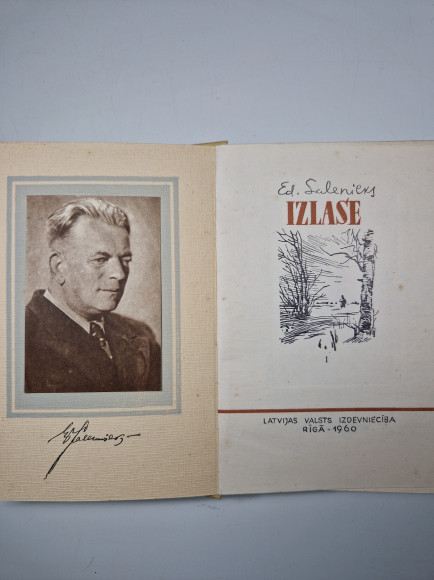 Ed. Salenieks
IZLASE
I
LATVIJAS VALSTS IZDEVNIECĪBA
RĪGĀ - 1960